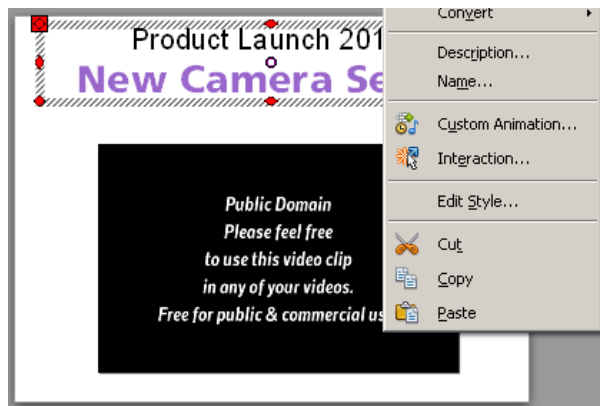 Product Launch 201
New Camera Se
Public Domain
Please feel free
to use this video clip
in any of your videos.
Free for public & commercial us
Convert
Description...
Name...
Custom Animation...
Interaction...
Edit Style...
Cut
Copy
Paste